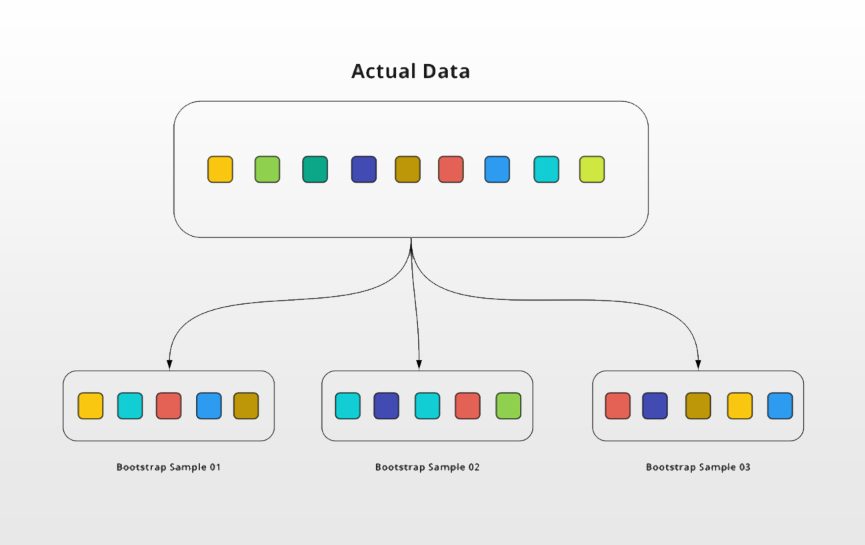 Actual Data
Bootstrap Sample 01
Bootstrap Sample 02
Bootstrap Sample 03